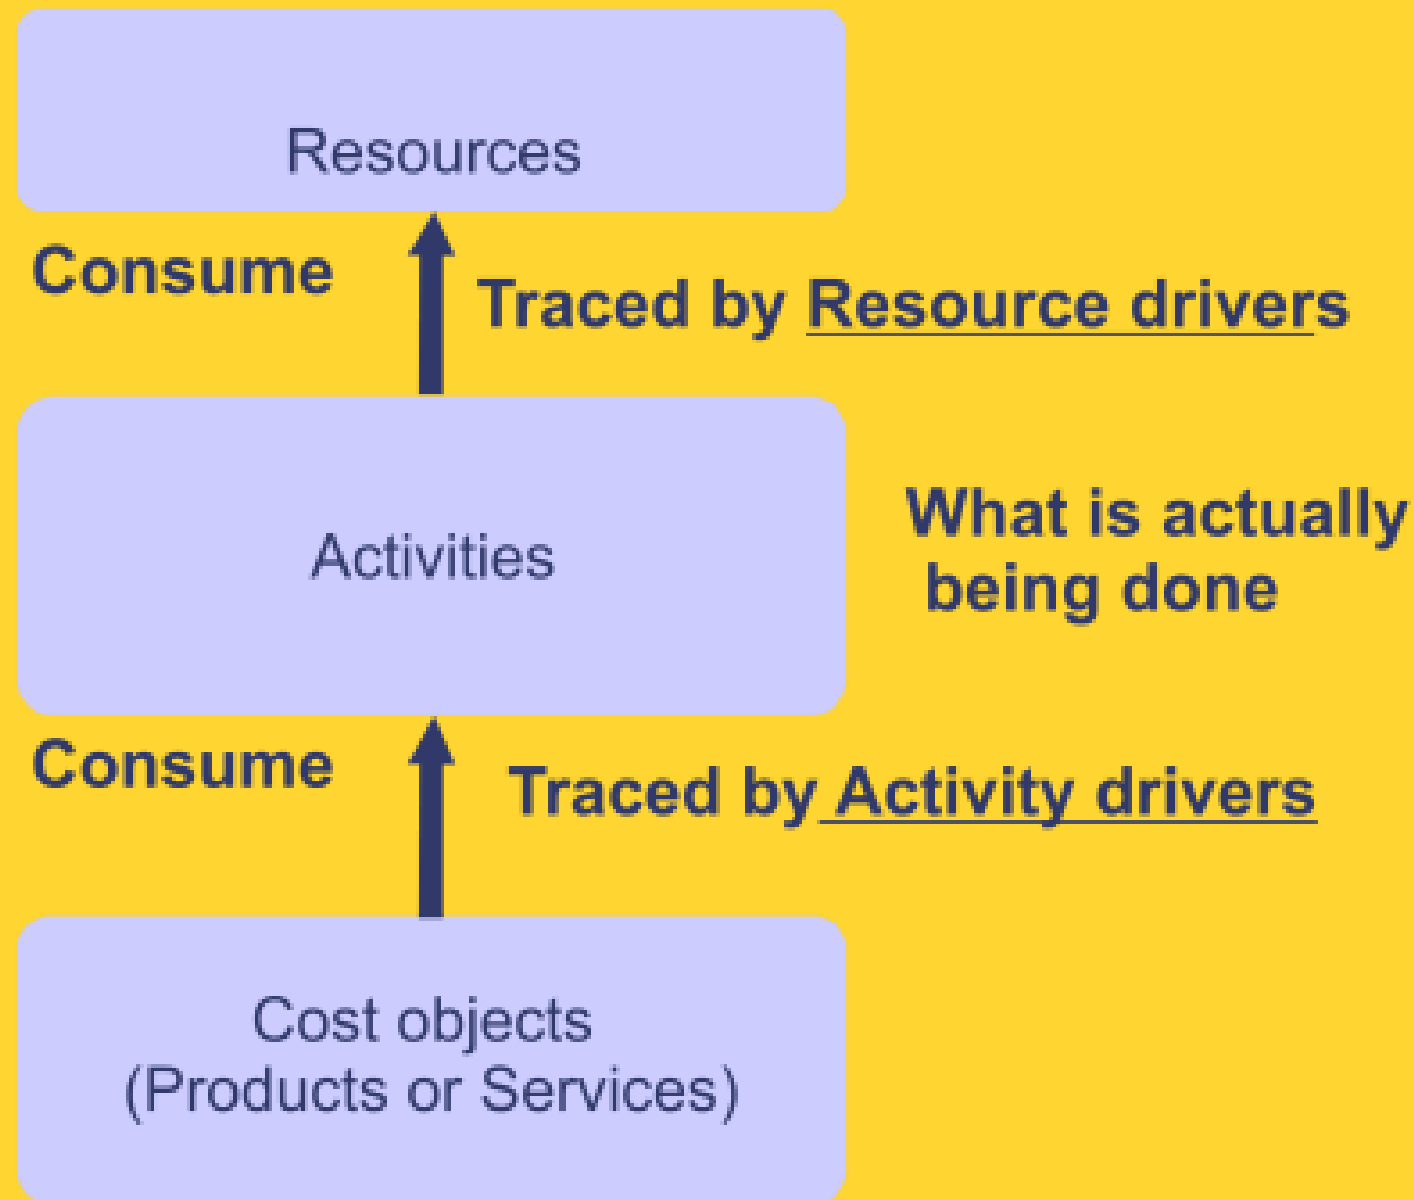 Resources
Consume
Traced by Resource drivers
Activities
What is actually
being done
Consume
Traced by Activity drivers
Cost objects
(Products or Services)